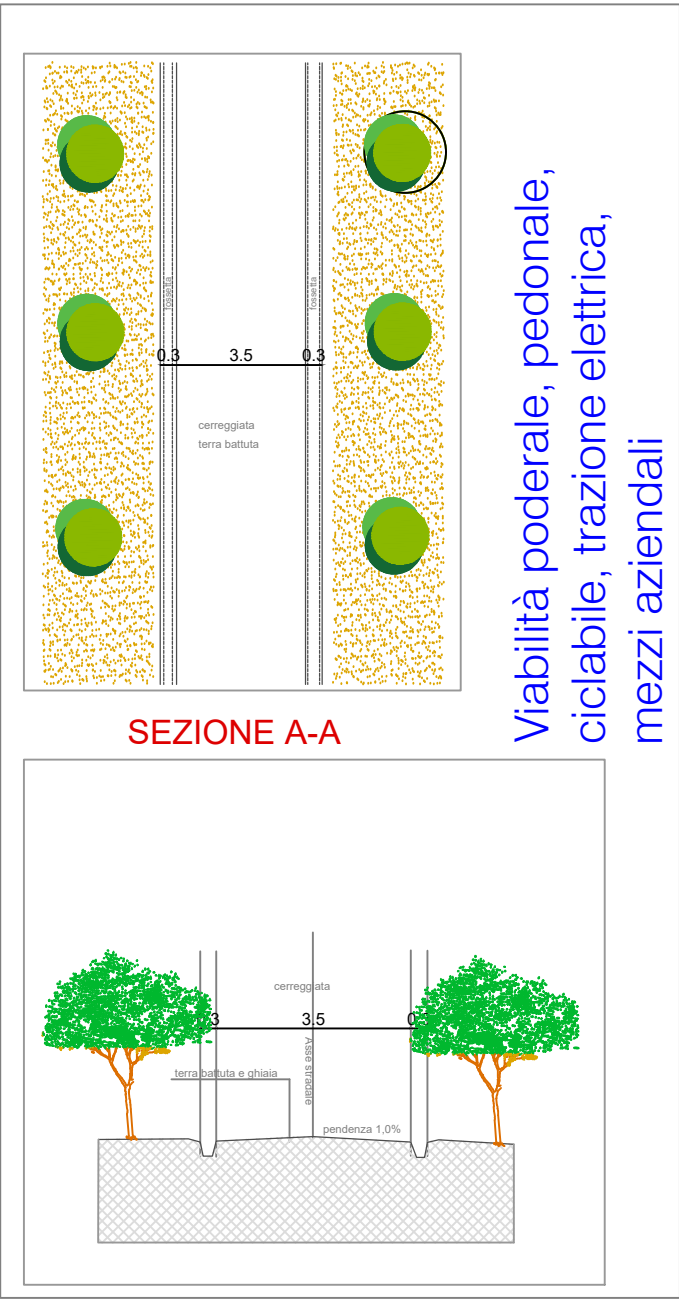 fossetta
fossetta
0.3 3.5 0.3
cerreggiata
terra battuta
Viabilità poderale, pedonale,
ciclabile, trazione elettrica,
mezzi aziendali
SEZIONE A-A
cerreggiata
3.5
Asse stradale
terra battuta e ghiaia
pendenza 1,0%